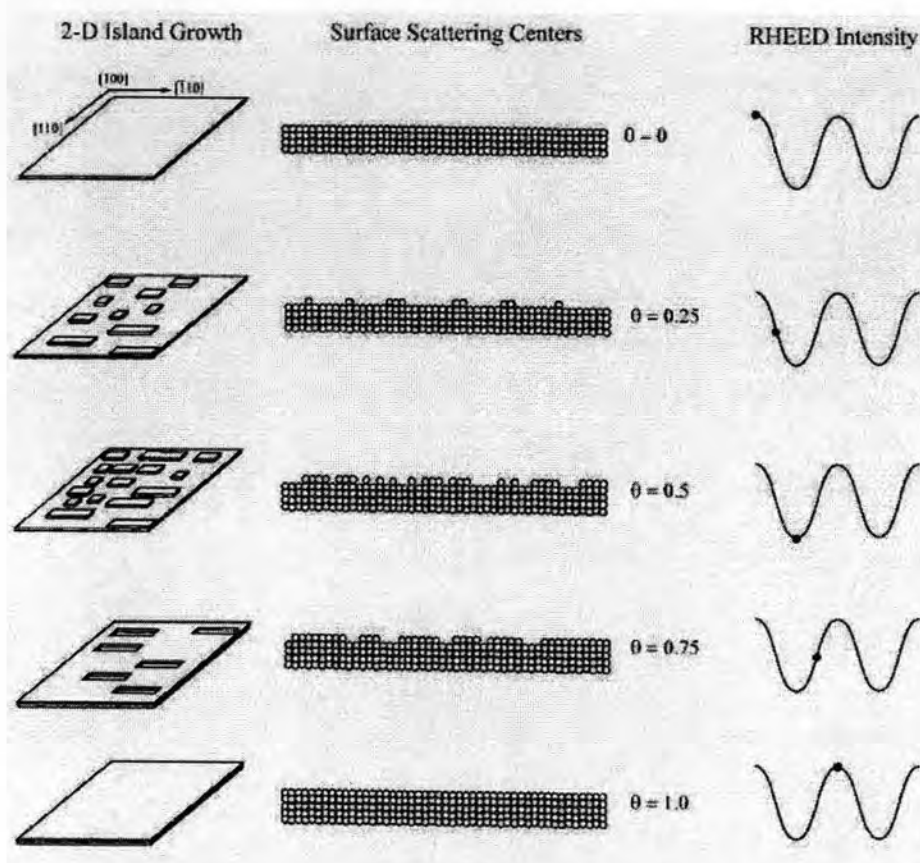 2-D Island Growth Surface Scattering Centers RHEED Intensity
[100]
[110]
[110]
θ = 0
θ = 0.25
θ = 0.5
θ = 0.75
θ = 1.0